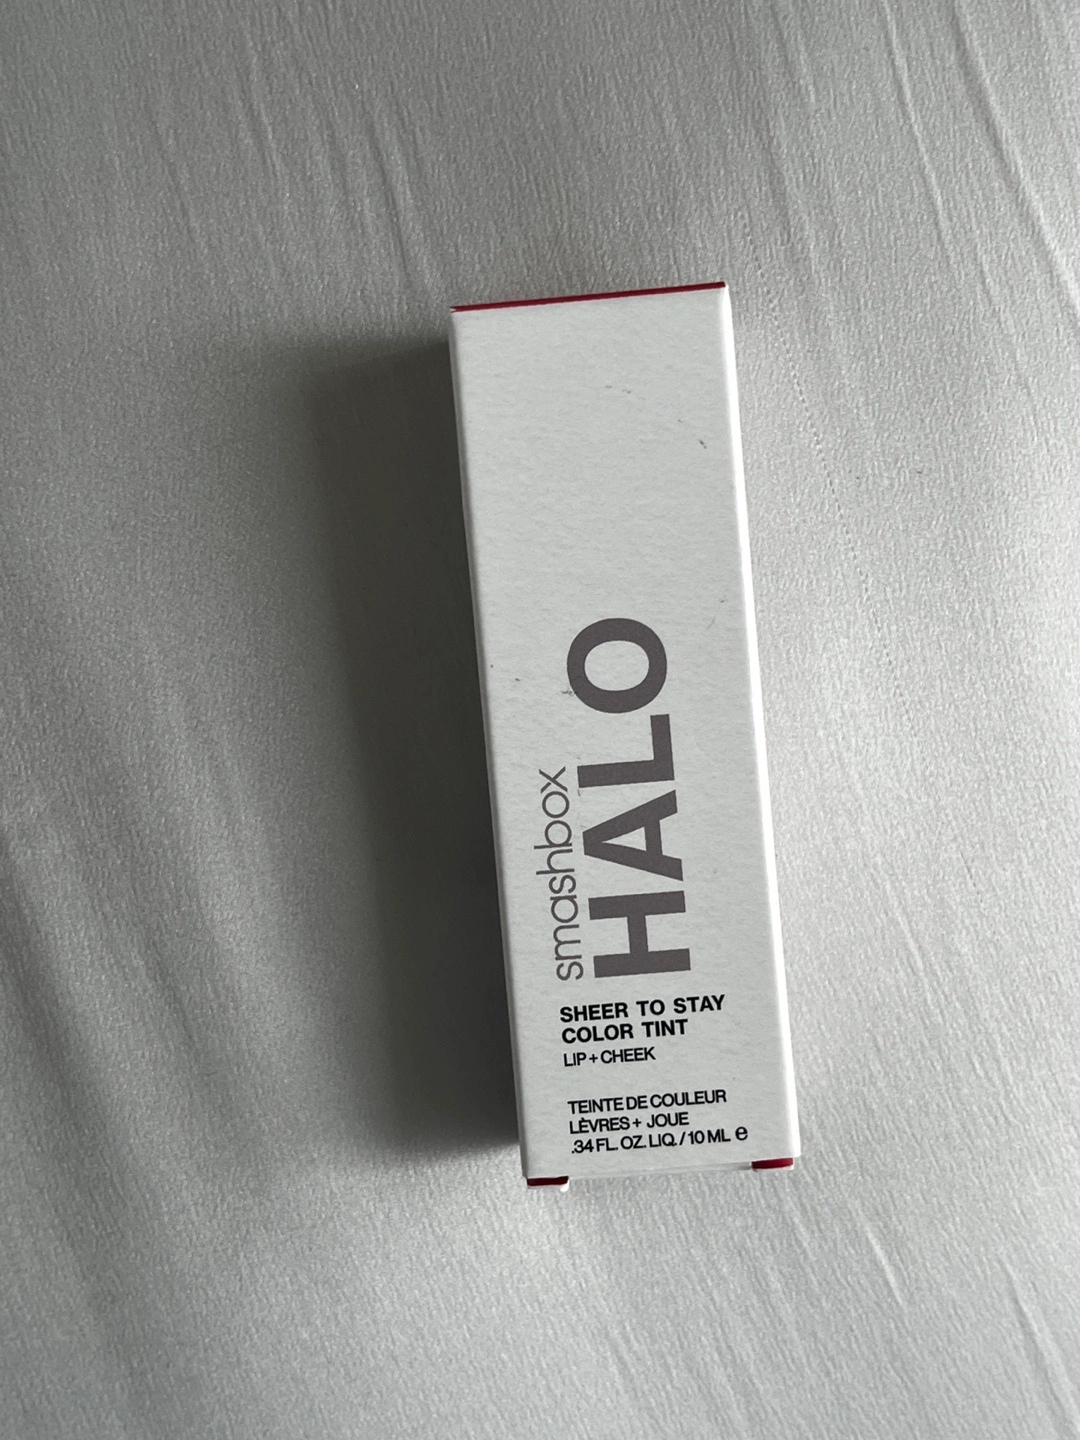 smashbox
HALO
SHEER TO STAY
COLOR TINT
LIP + CHEEK
TEINTE DE COULEUR
LÈVRES + JOUE
.34 FL. OZ. LIQ. / 10 ML ℮